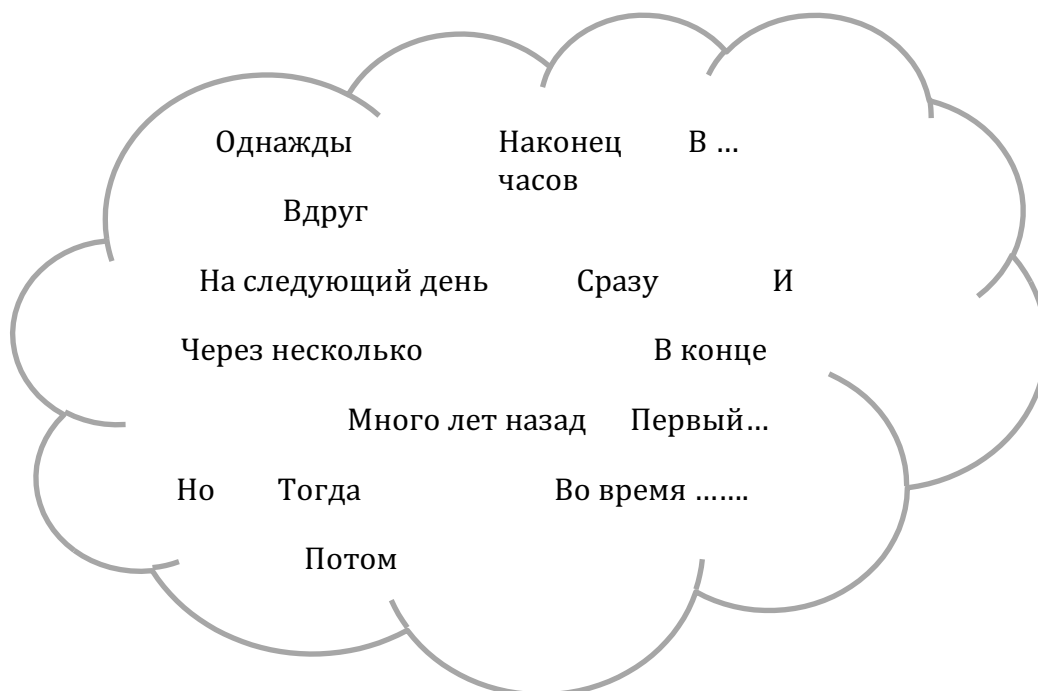 Однажды Наконец В ...
часов
Вдруг
На следующий день Сразу И
Через несколько В конце
Много лет назад Первый...
Но Тогда Во время .......
Потом